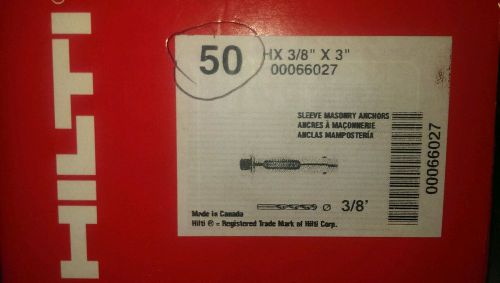 HILTI
50 HX 3/8" X 3"
00066027
SLEEVE MASONRY ANCHORS
ANCRES À MAÇONNERIE
ANCLAS MAMPOSTERÍA
Ø 3/8'
Made in Canada
Hilti ® = Registered Trade Mark of Hilti Corp.
00066027